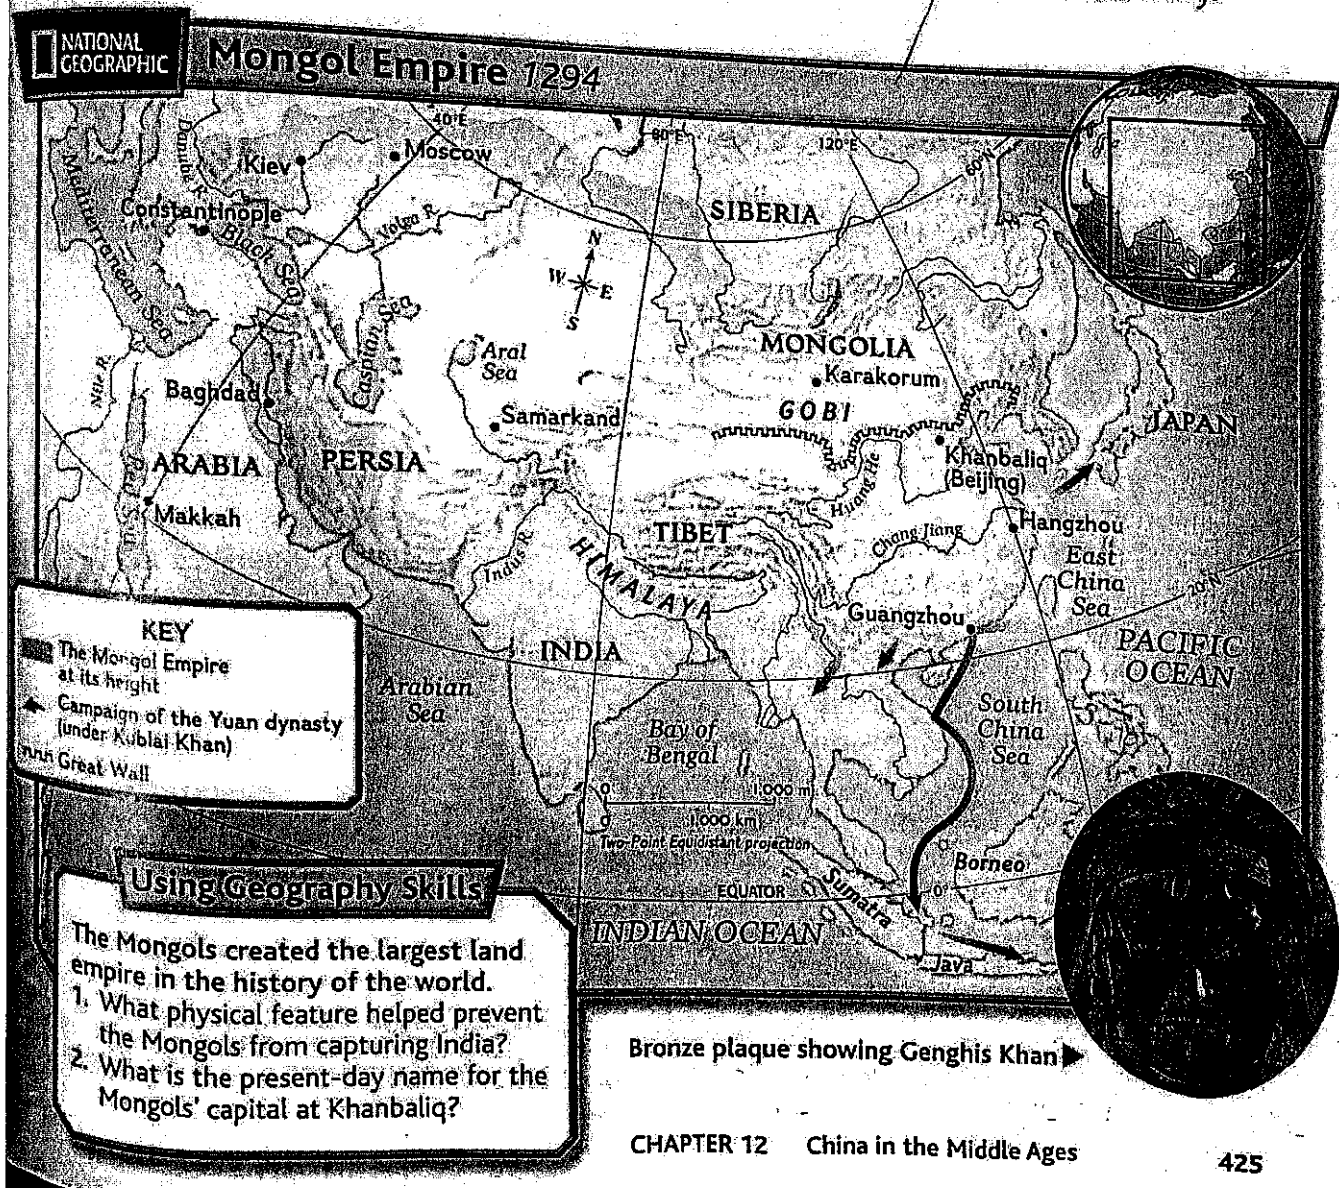 NATIONAL
GEOGRAPHIC
Mongol Empire 1294
40°E
80°E
120°E
60°N
Danube R.
Kiev
Moscow
SIBERIA
Mediterranean Sea
Constantinople
Black Sea
Volga R.
N
W E
S
Caspian Sea
Aral
Sea
MONGOLIA
Karakorum
Nile R.
Baghdad
Samarkand
GOBI
JAPAN
Khanbaliq
(Beijing)
ARABIA
PERSIA
Red Sea
Makkah
Huang He
TIBET
Chang Jiang
Hangzhou
Indus R.
HIMALAYA
East
China
Sea
20°N
Guangzhou
INDIA
PACIFIC
OCEAN
KEY
The Mongol Empire
at its height
Campaign of the Yuan dynasty
(under Kublai Khan)
Great Wall
Arabian
Sea
Bay of
Bengal
South
China
Sea
0 1,000 mi
0 1,000 km
Two-Point Equidistant projection
Borneo
EQUATOR
0°
Sumatra
INDIAN OCEAN
Java
Using Geography Skills
The Mongols created the largest land
empire in the history of the world.
1. What physical feature helped prevent
the Mongols from capturing India?
2. What is the present-day name for the
Mongols' capital at Khanbaliq?
Bronze plaque showing Genghis Khan
CHAPTER 12 China in the Middle Ages
425